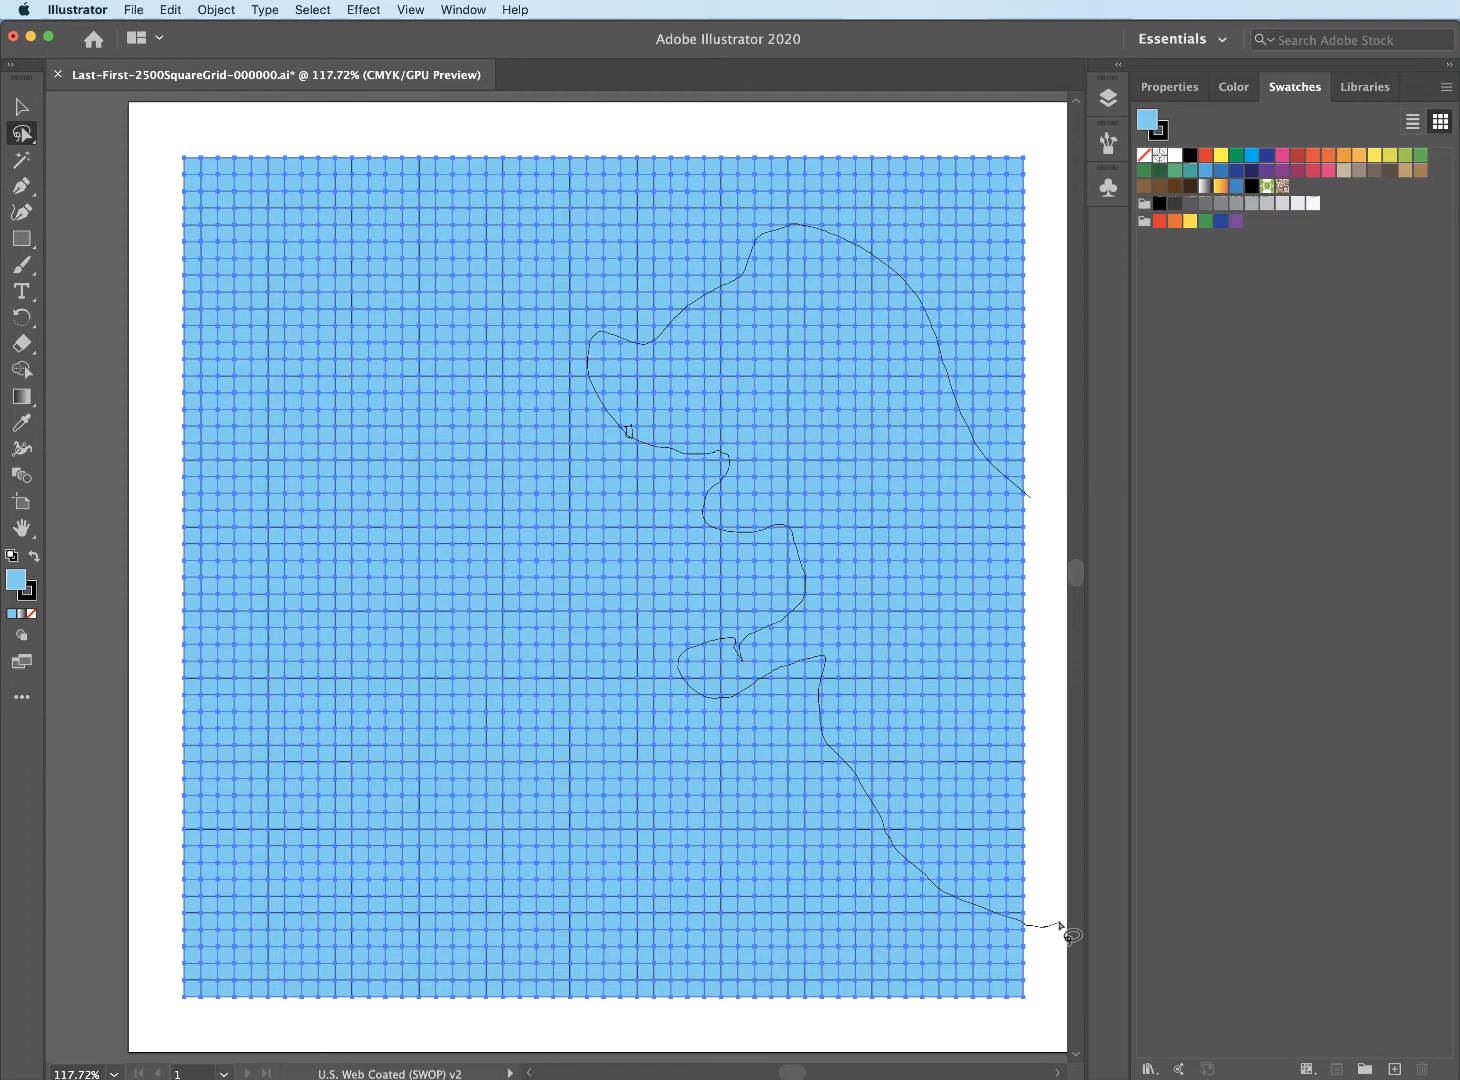 Illustrator File Edit Object Type Select Effect View Window Help
Adobe Illustrator 2020
Essentials
Search Adobe Stock
× Last-First-2500SquareGrid-000000.ai* @ 117.72% (CMYK/GPU Preview)
Properties Color Swatches Libraries
117.72% 1 U.S. Web Coated (SWOP) v2